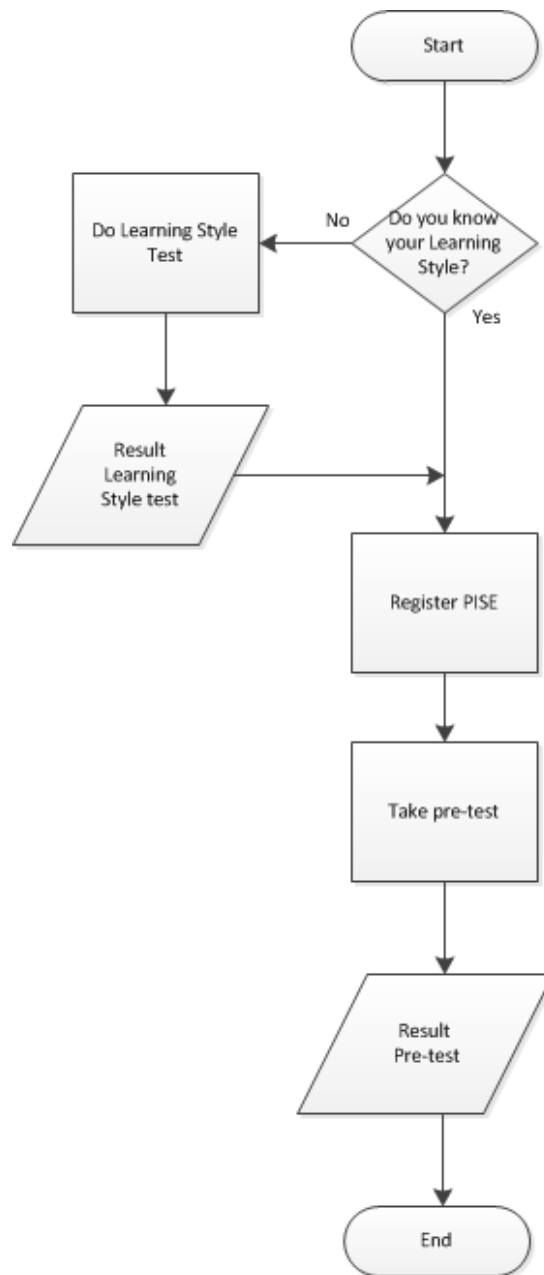 Start
Do you know
your Learning
Style?
No
Yes
Do Learning Style
Test
Result
Learning
Style test
Register PISE
Take pre-test
Result
Pre-test
End